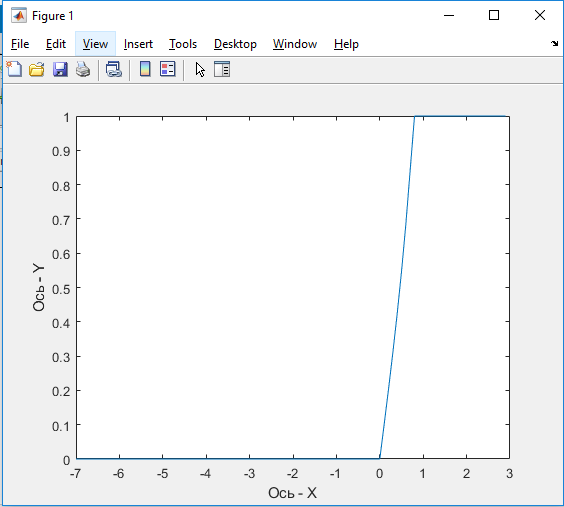 Figure 1
File Edit View Insert Tools Desktop Window Help
1
0.9
0.8
0.7
0.6
0.5
0.4
0.3
0.2
0.1
0
Ось - Y
-7 -6 -5 -4 -3 -2 -1 0 1 2 3
Ось - X